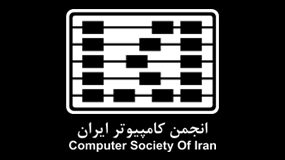 انجمن کامپیوتر ایران
Computer Society Of Iran